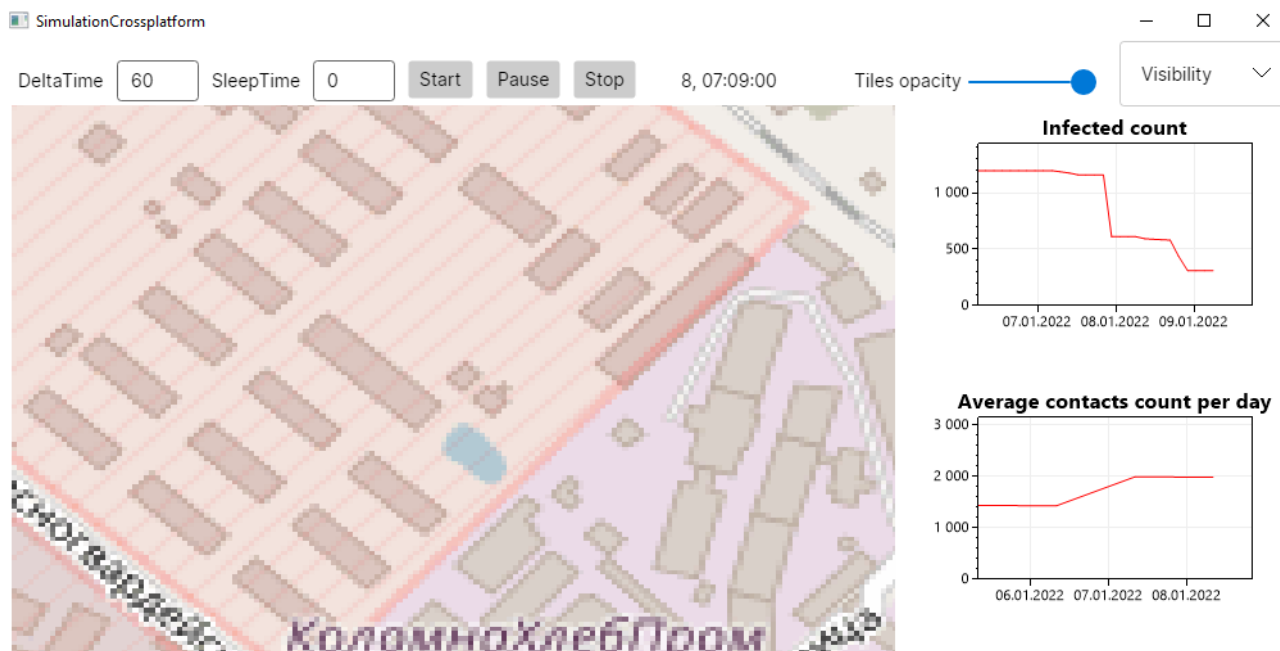 SimulationCrossplatform
DeltaTime 60 SleepTime 0 Start Pause Stop 8, 07:09:00 Tiles opacity Visibility
Infected count
1 000
500
0
07.01.2022 08.01.2022 09.01.2022
Average contacts count per day
3 000
2 000
1 000
0
06.01.2022 07.01.2022 08.01.2022
сногвардейс
КоломнаХлебПром